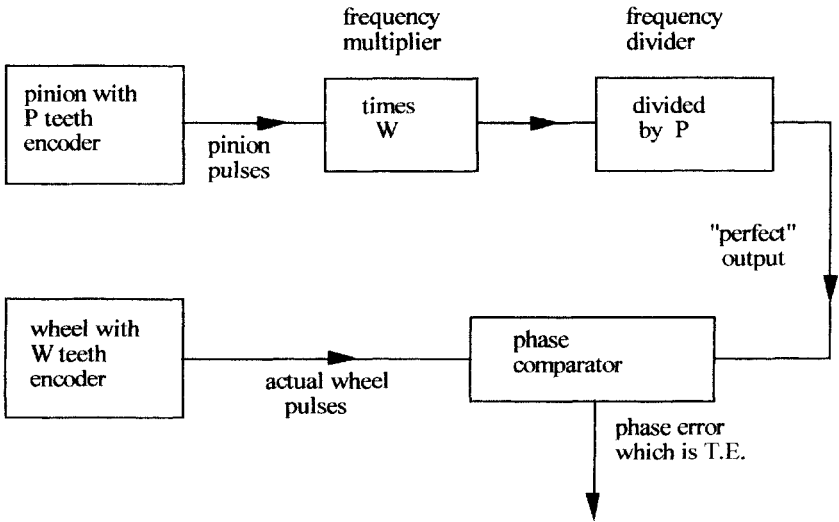 frequency
multiplier
frequency
divider
pinion with
P teeth
encoder
pinion
pulses
times
W
divided
by P
"perfect"
output
wheel with
W teeth
encoder
actual wheel
pulses
phase
comparator
phase error
which is T.E.